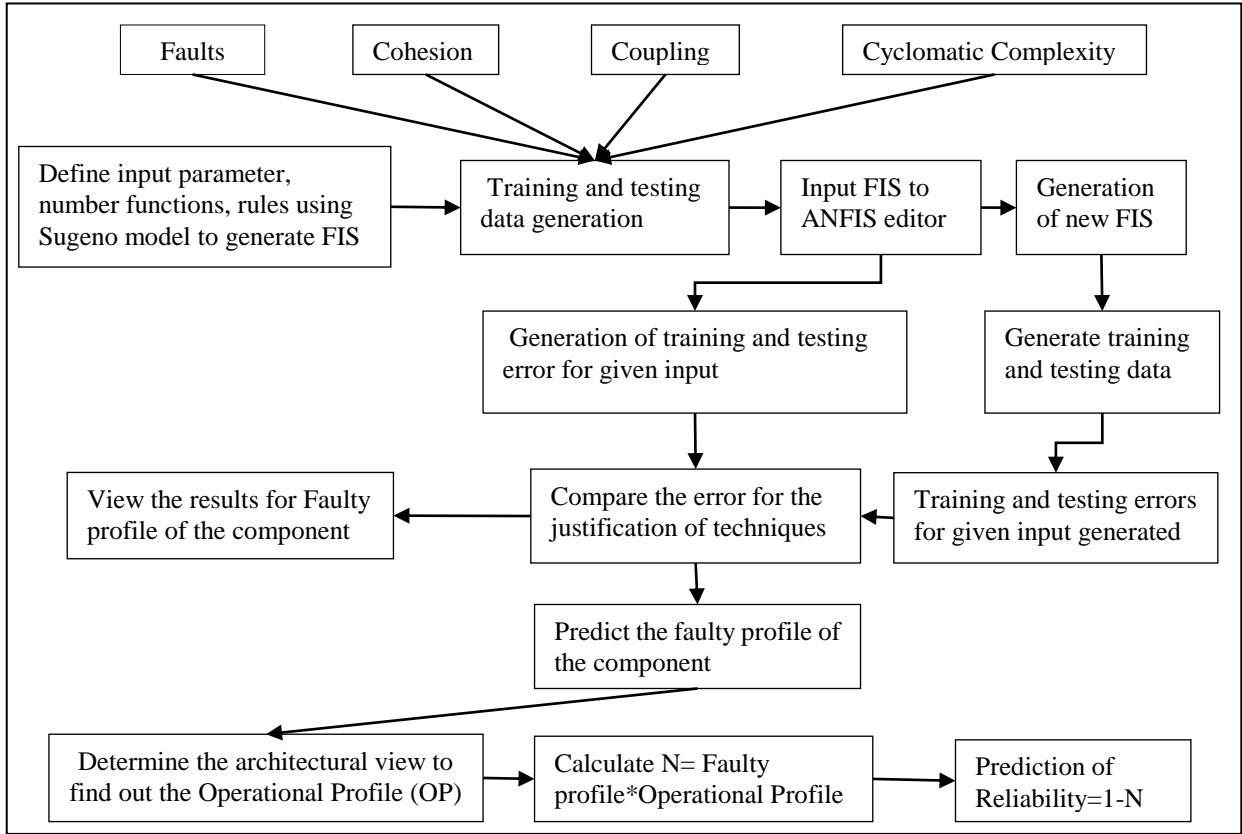 Faults
Cohesion
Coupling
Cyclomatic Complexity
Define input parameter,
number functions, rules using
Sugeno model to generate FIS
Training and testing
data generation
Input FIS to
ANFIS editor
Generation
of new FIS
Generation of training and testing
error for given input
Generate training
and testing data
View the results for Faulty
profile of the component
Compare the error for the
justification of techniques
Training and testing errors
for given input generated
Predict the faulty profile of
the component
Determine the architectural view to
find out the Operational Profile (OP)
Calculate N= Faulty
profile*Operational Profile
Prediction of
Reliability=1-N